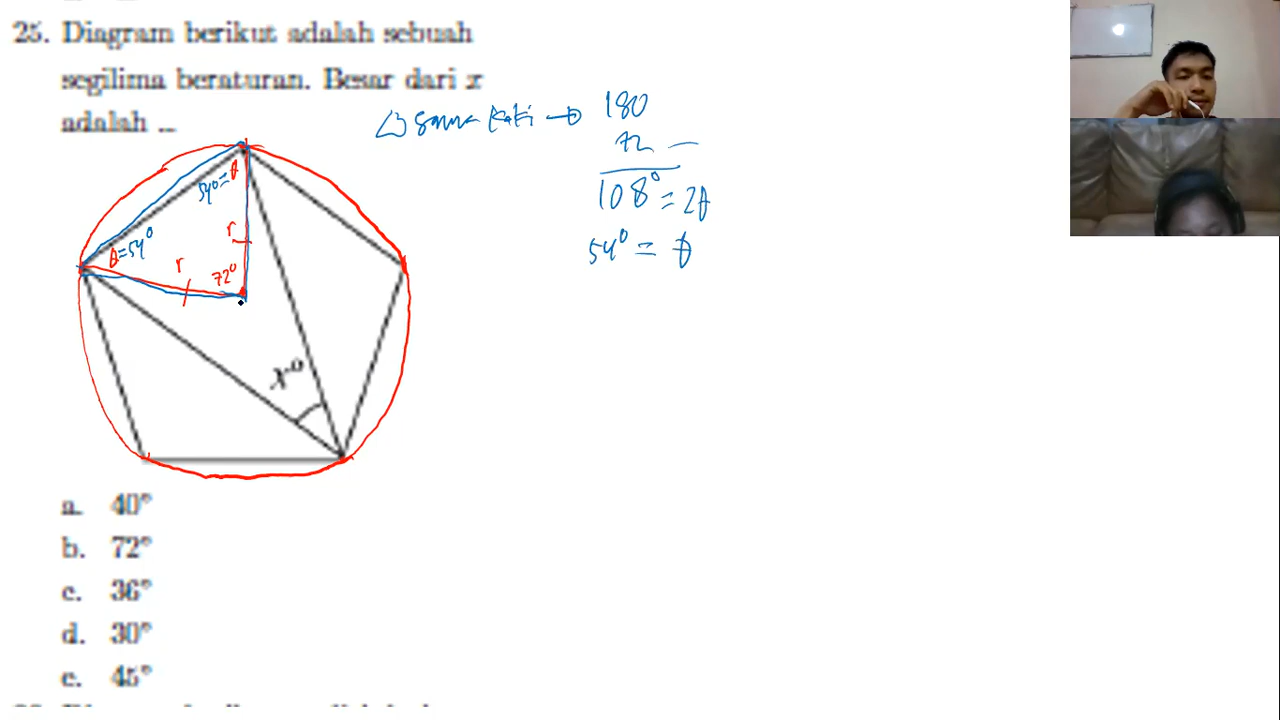 25. Diagram berikut adalah sebuah
segilima beraturan. Besar dari x
adalah ...
△ sama kaki → 180
72 —
108° = 2θ
54° = θ
54° = θ
θ = 54°
r
r
72°
x°
a. 40°
b. 72°
c. 36°
d. 30°
e. 45°